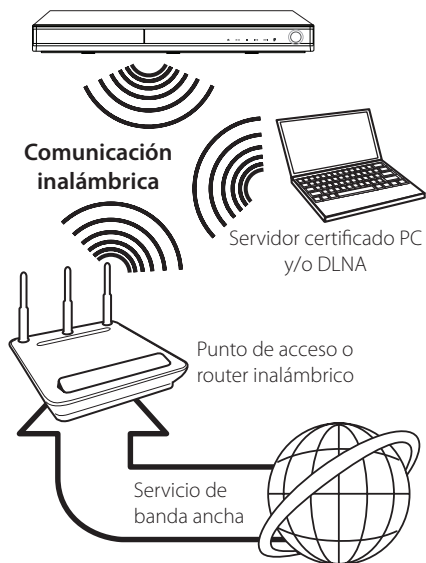 Comunicación
inalámbrica
Servidor certificado PC
y/o DLNA
Punto de acceso o
router inalámbrico
Servicio de
banda ancha